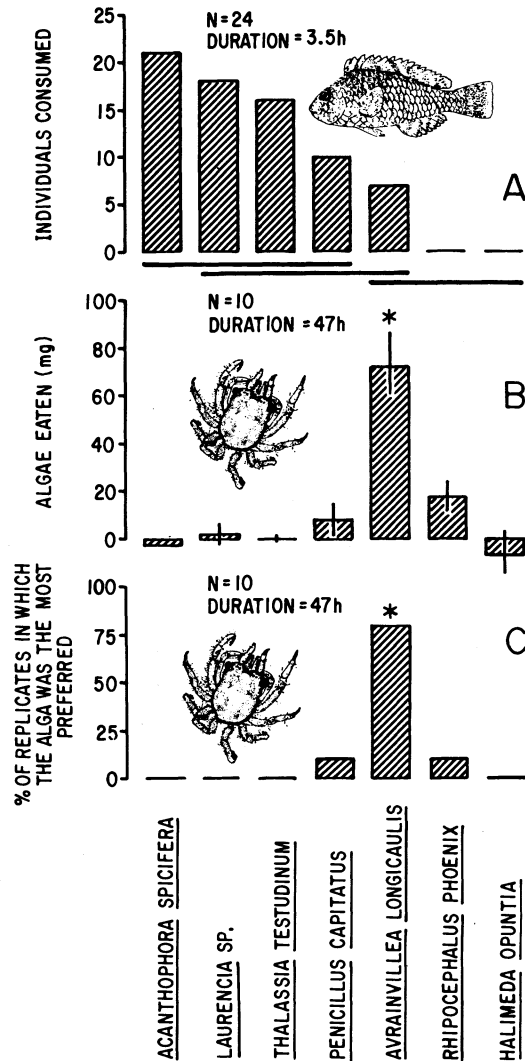 INDIVIDUALS CONSUMED
25
20
15
10
5
0
N=24
DURATION = 3.5h
A
ALGAE EATEN (mg)
100
80
60
40
20
0
N=10
DURATION = 47h
*
B
% OF REPLICATES IN WHICH
THE ALGA WAS THE MOST
PREFERRED
100
75
50
25
0
N=10
DURATION = 47h
*
C
ACANTHOPHORA SPICIFERA
LAURENCIA SP.
THALASSIA TESTUDINUM
PENICILLUS CAPITATUS
AVRAINVILLEA LONGICAULIS
RHIPOCEPHALUS PHOENIX
HALIMEDA OPUNTIA